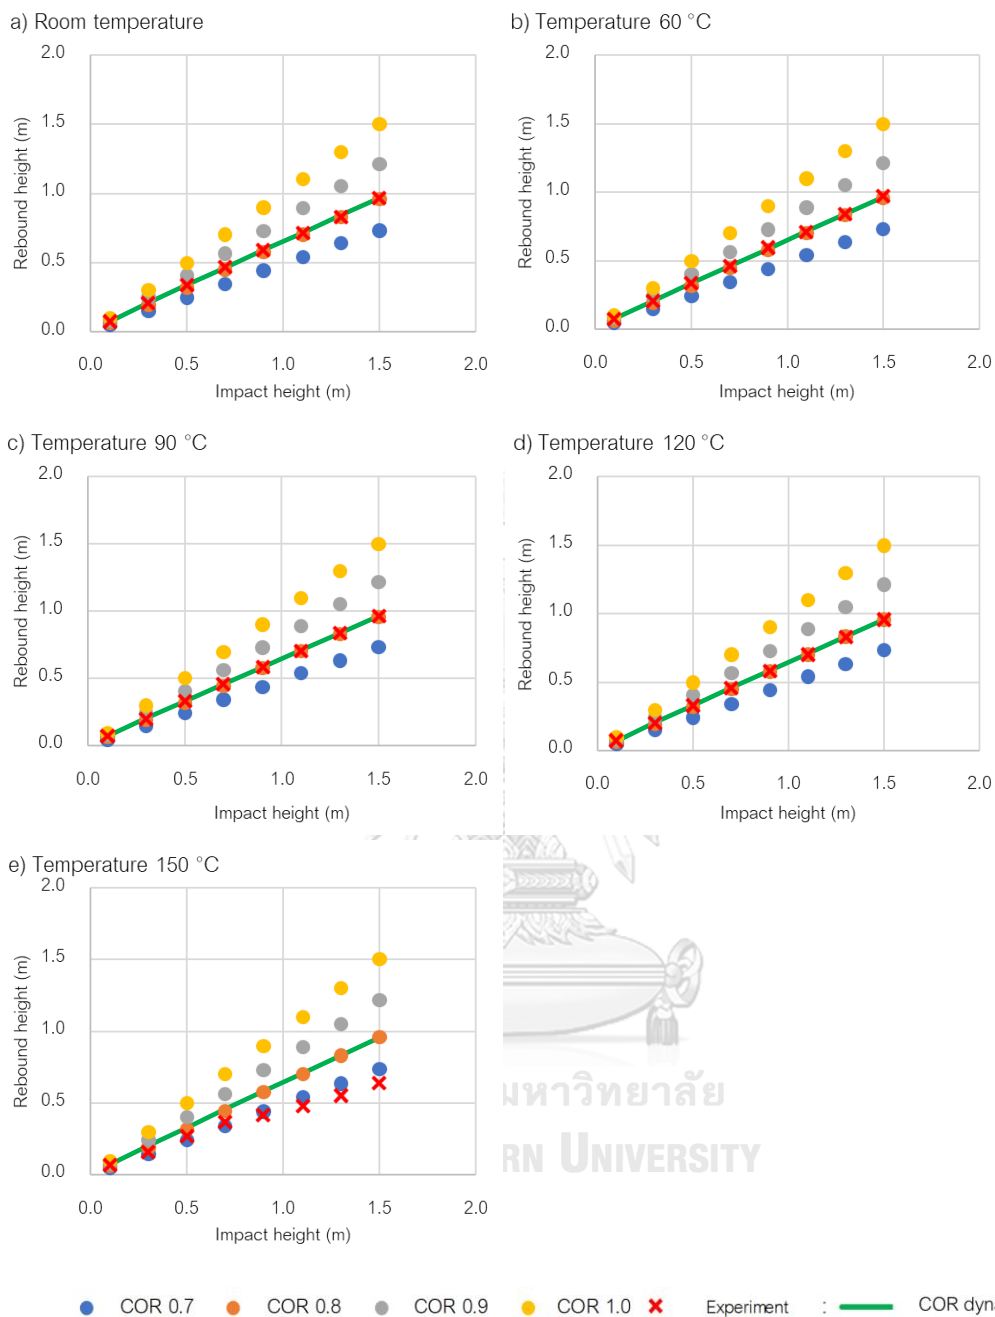 a) Room temperature
2.0
1.5
1.0
0.5
0.0
Rebound height (m)
0.0 0.5 1.0 1.5 2.0
Impact height (m)
b) Temperature 60 °C
2.0
1.5
1.0
0.5
0.0
Rebound height (m)
0.0 0.5 1.0 1.5 2.0
Impact height (m)
c) Temperature 90 °C
2.0
1.5
1.0
0.5
0.0
Rebound height (m)
0.0 0.5 1.0 1.5 2.0
Impact height (m)
d) Temperature 120 °C
2.0
1.5
1.0
0.5
0.0
Rebound height (m)
0.0 0.5 1.0 1.5 2.0
Impact height (m)
e) Temperature 150 °C
2.0
1.5
1.0
0.5
0.0
Rebound height (m)
0.0 0.5 1.0 1.5 2.0
Impact height (m)
มหาวิทยาลัย
RN UNIVERSITY
COR 0.7 COR 0.8 COR 0.9 COR 1.0 Experiment : COR dyn